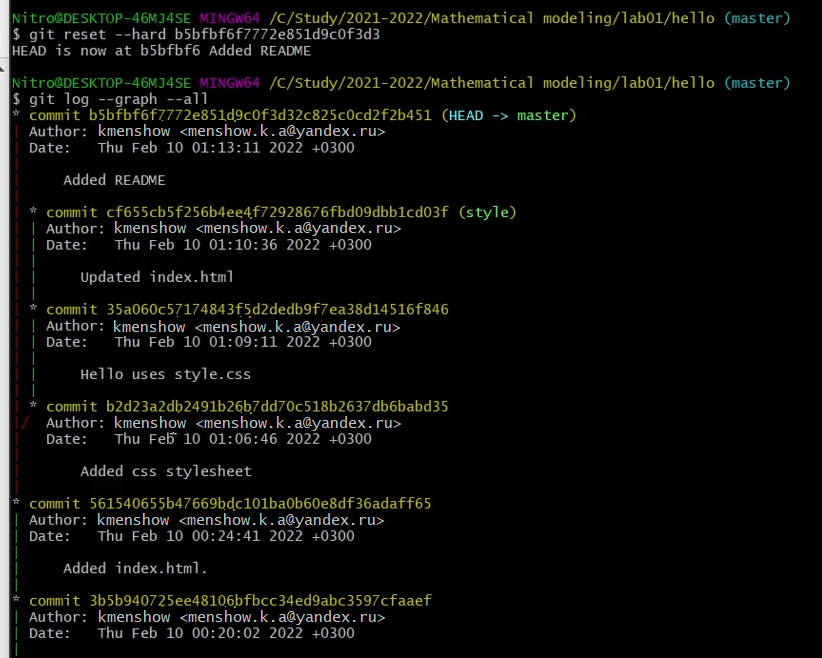 Nitro@DESKTOP-46MJ4SE MINGW64 /C/Study/2021-2022/Mathematical modeling/lab01/hello (master)
$ git reset --hard b5bfbf6f7772e851d9c0f3d3
HEAD is now at b5bfbf6 Added README
Nitro@DESKTOP-46MJ4SE MINGW64 /C/Study/2021-2022/Mathematical modeling/lab01/hello (master)
$ git log --graph --all
* commit b5bfbf6f7772e851d9c0f3d32c825c0cd2f2b451 (HEAD -> master)
| Author: kmenshow <menshow.k.a@yandex.ru>
| Date:   Thu Feb 10 01:13:11 2022 +0300
|
|     Added README
|
| * commit cf655cb5f256b4ee4f72928676fbd09dbb1cd03f (style)
| | Author: kmenshow <menshow.k.a@yandex.ru>
| | Date:   Thu Feb 10 01:10:36 2022 +0300
| |
| |     Updated index.html
| |
| * commit 35a060c57174843f5d2dedb9f7ea38d14516f846
| | Author: kmenshow <menshow.k.a@yandex.ru>
| | Date:   Thu Feb 10 01:09:11 2022 +0300
| |
| |     Hello uses style.css
| |
| * commit b2d23a2db2491b26b7dd70c518b2637db6babd35
|/  Author: kmenshow <menshow.k.a@yandex.ru>
|   Date:   Thu Feb 10 01:06:46 2022 +0300
|
|       Added css stylesheet
|
* commit 561540655b47669bdc101ba0b60e8df36adaff65
| Author: kmenshow <menshow.k.a@yandex.ru>
| Date:   Thu Feb 10 00:24:41 2022 +0300
|
|     Added index.html.
|
* commit 3b5b940725ee48106bfbcc34ed9abc3597cfaaef
| Author: kmenshow <menshow.k.a@yandex.ru>
| Date:   Thu Feb 10 00:20:02 2022 +0300
|